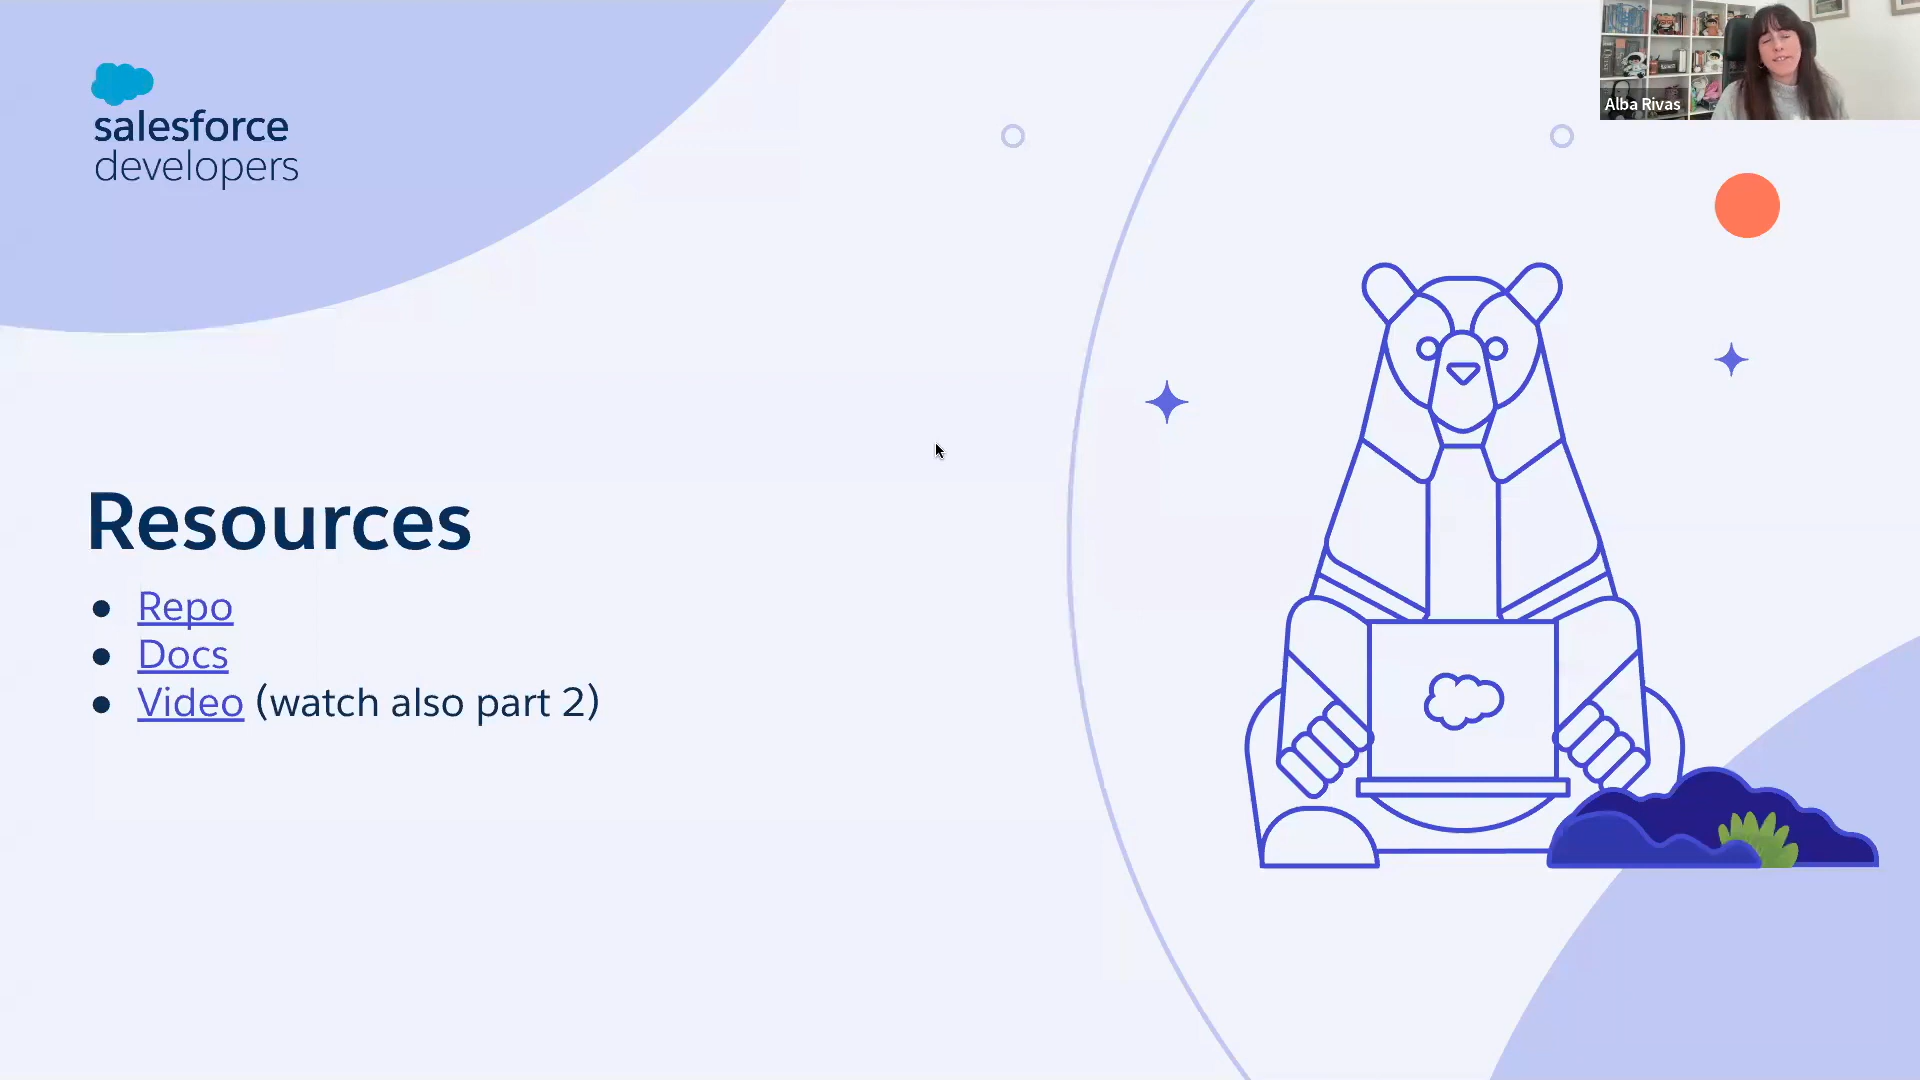 salesforce
developers
Alba Rivas
Resources
● Repo
● Docs
● Video (watch also part 2)